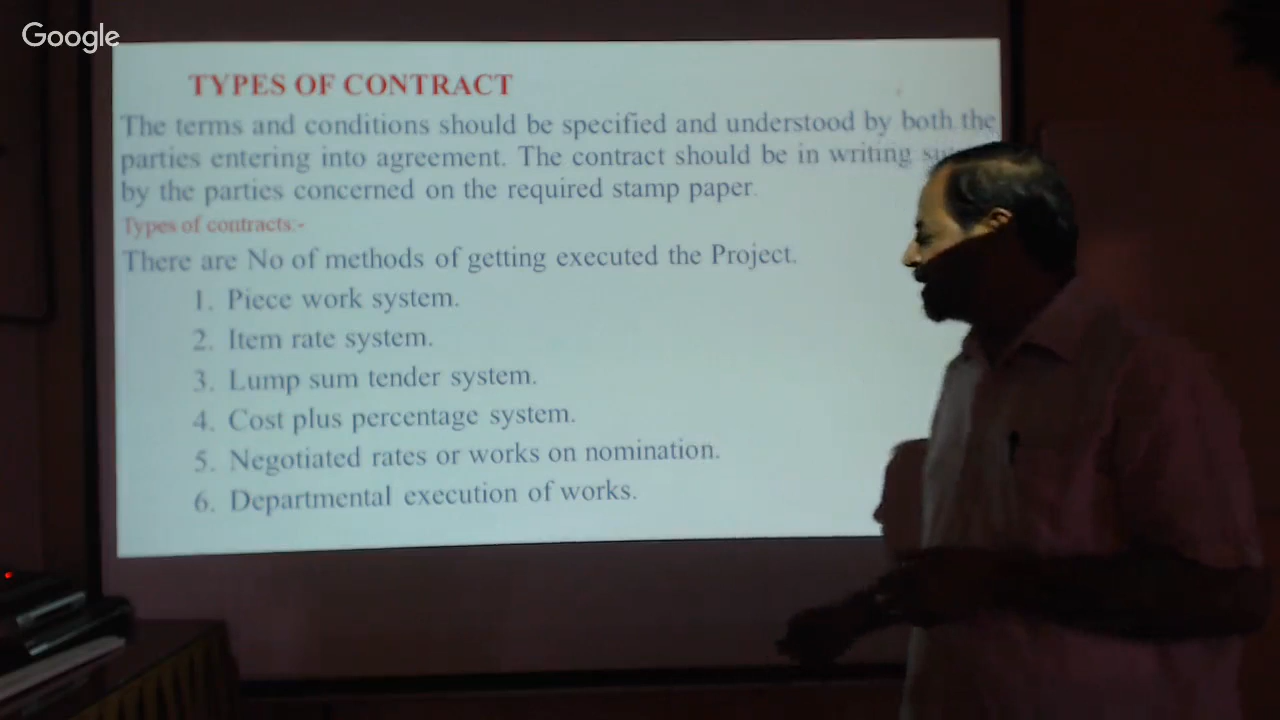 Google
TYPES OF CONTRACT
The terms and conditions should be specified and understood by both the
parties entering into agreement. The contract should be in writing
by the parties concerned on the required stamp paper.
Types of contracts:-
There are No of methods of getting executed the Project.
1. Piece work system.
2. Item rate system.
3. Lump sum tender system.
4. Cost plus percentage system.
5. Negotiated rates or works on nomination.
6. Departmental execution of works.